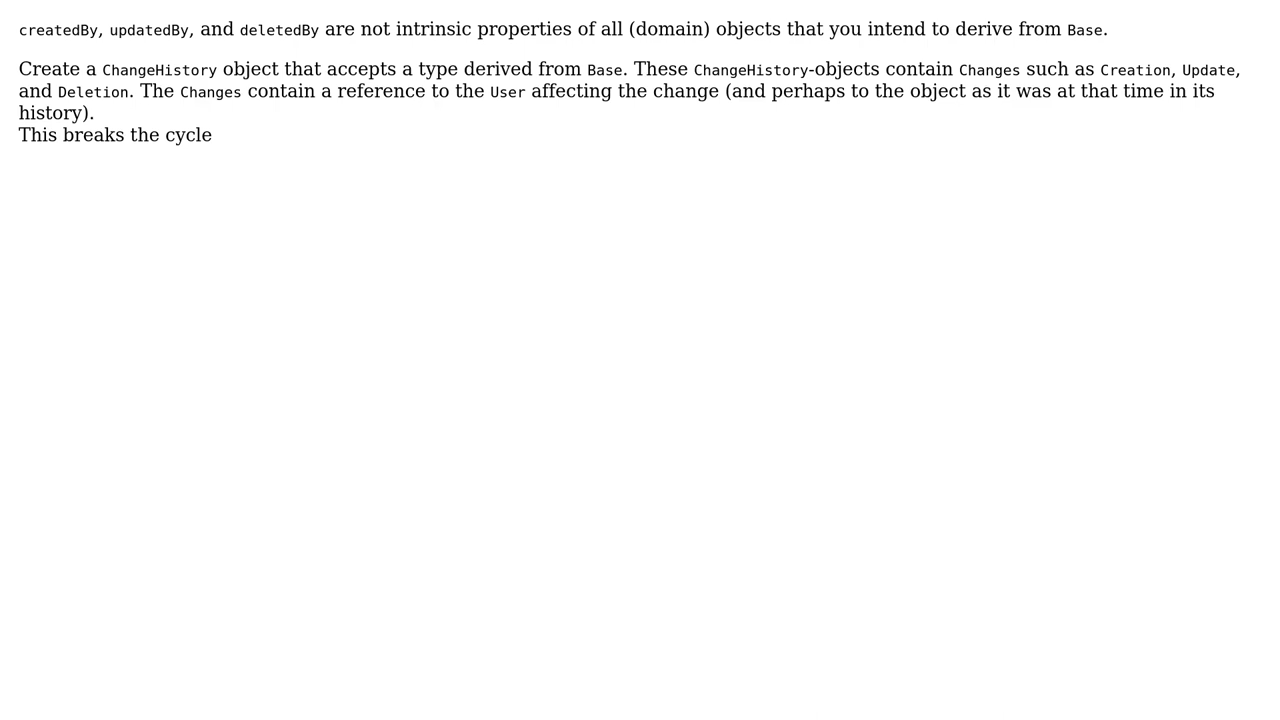 createdBy, updatedBy, and deletedBy are not intrinsic properties of all (domain) objects that you intend to derive from Base.
Create a ChangeHistory object that accepts a type derived from Base. These ChangeHistory-objects contain Changes such as Creation, Update,
and Deletion. The Changes contain a reference to the User affecting the change (and perhaps to the object as it was at that time in its
history).
This breaks the cycle